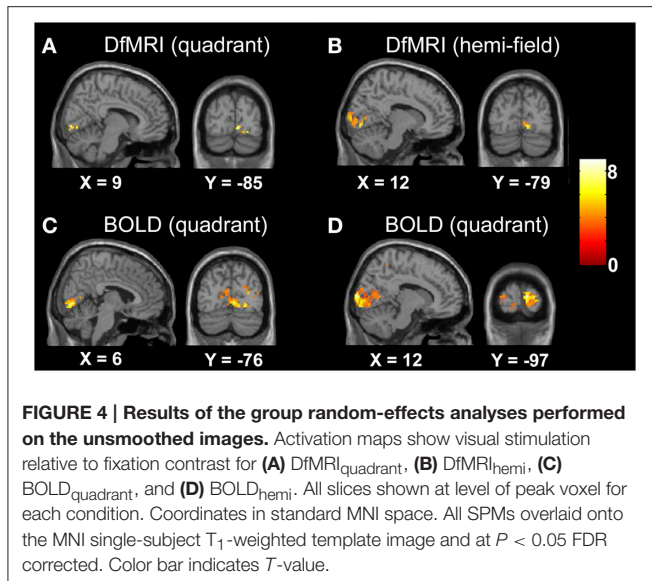 A DfMRI (quadrant)
B DfMRI (hemi-field)
X = 9 Y = -85
X = 12 Y = -79
8
0
C BOLD (quadrant)
D BOLD (quadrant)
X = 6 Y = -76
X = 12 Y = -97
FIGURE 4 | Results of the group random-effects analyses performed
on the unsmoothed images. Activation maps show visual stimulation
relative to fixation contrast for (A) DfMRIquadrant, (B) DfMRIhemi, (C)
BOLDquadrant, and (D) BOLDhemi. All slices shown at level of peak voxel for
each condition. Coordinates in standard MNI space. All SPMs overlaid onto
the MNI single-subject T1-weighted template image and at P < 0.05 FDR
corrected. Color bar indicates T-value.